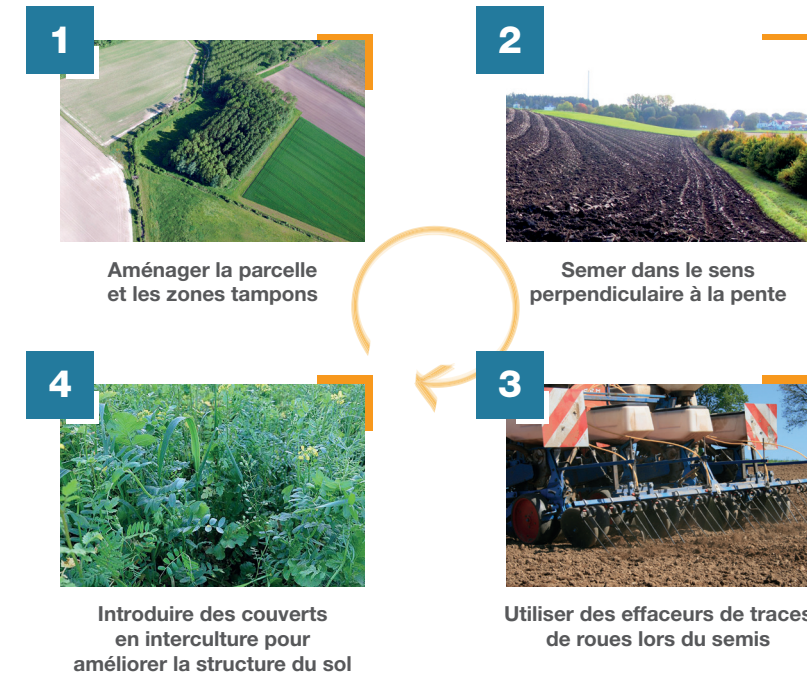 1
Aménager la parcelle
et les zones tampons
2
Semer dans le sens
perpendiculaire à la pente
3
Utiliser des effaceurs de traces
de roues lors du semis
4
Introduire des couverts
en interculture pour
améliorer la structure du sol